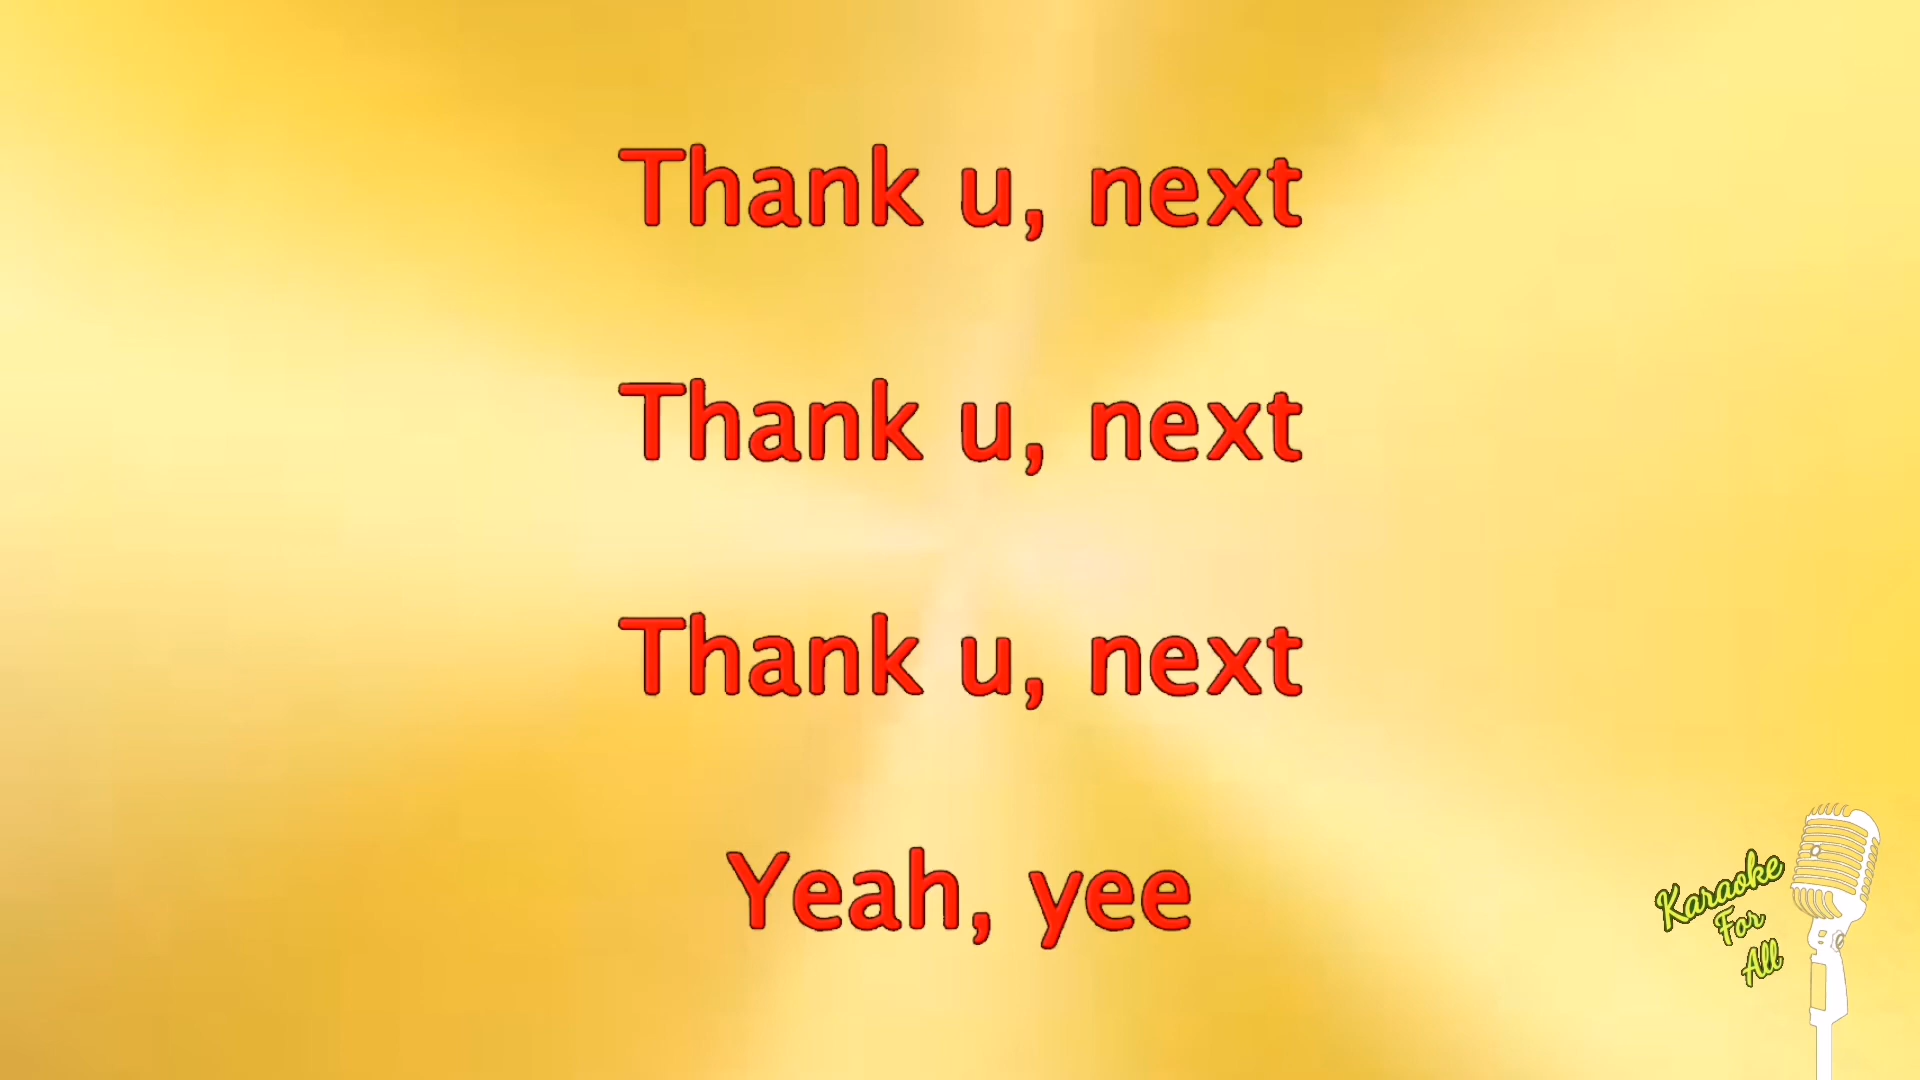 Thank u, next
Thank u, next
Thank u, next
Yeah, yee
Karaoke
For
All